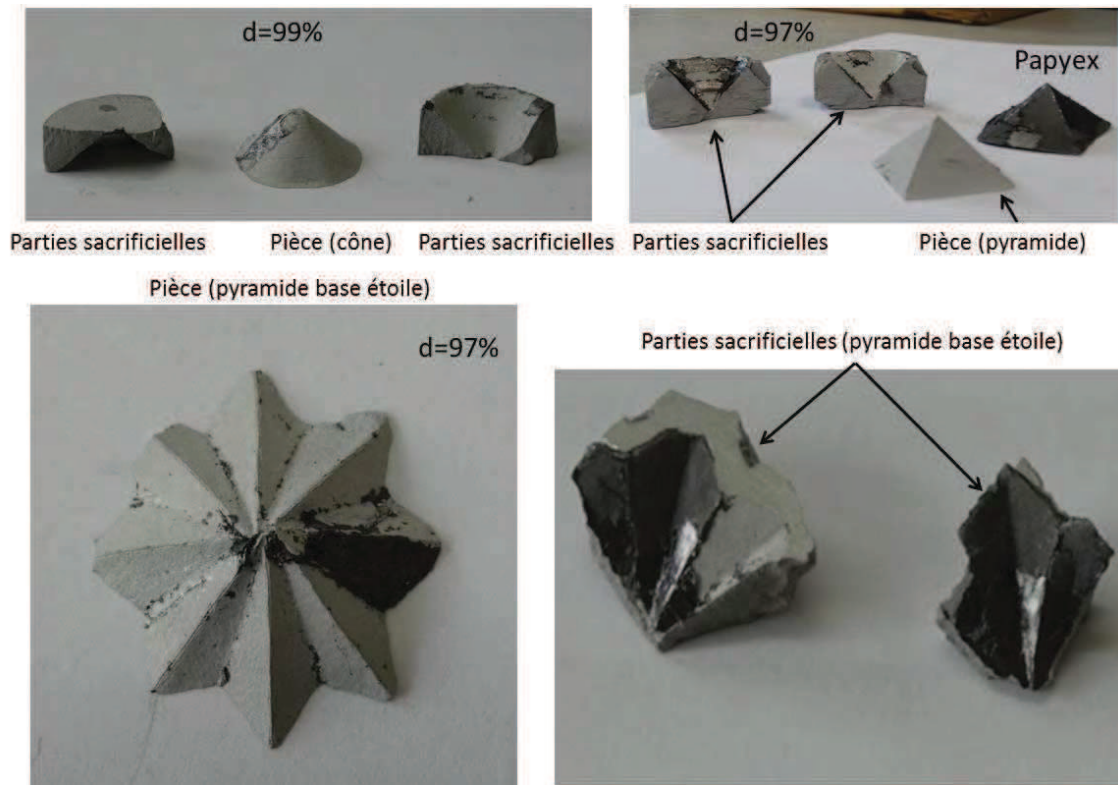 d=99%
d=97%
Papyex
Parties sacrificielles
Pièce (cône)
Parties sacrificielles
Parties sacrificielles
Pièce (pyramide)
Pièce (pyramide base étoile)
d=97%
Parties sacrificielles (pyramide base étoile)